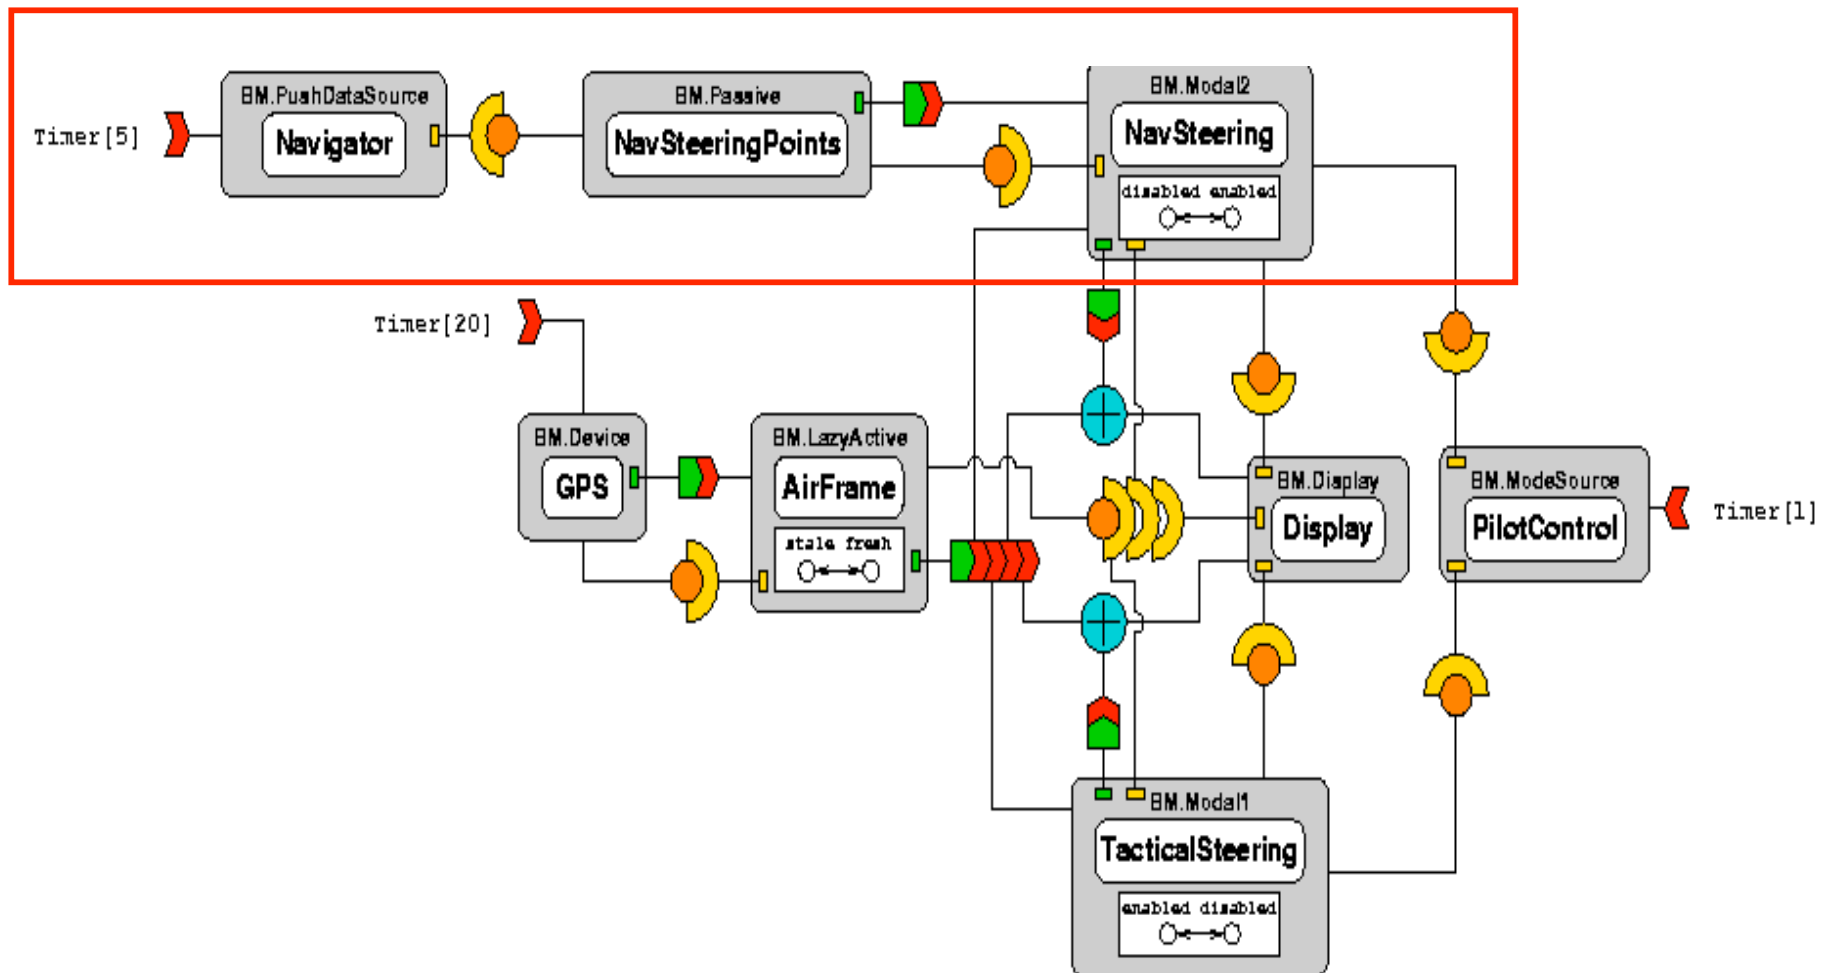 BM.PushDataSource
Navigator
Timer[5]
BM.Passive
NavSteeringPoints
BM.Modal2
NavSteering
disabled enabled
Timer[20]
BM.Device
GPS
BM.LazyActive
AirFrame
stale fresh
BM.Display
Display
BM.ModeSource
PilotControl
Timer[1]
BM.Modal1
TacticalSteering
enabled disabled